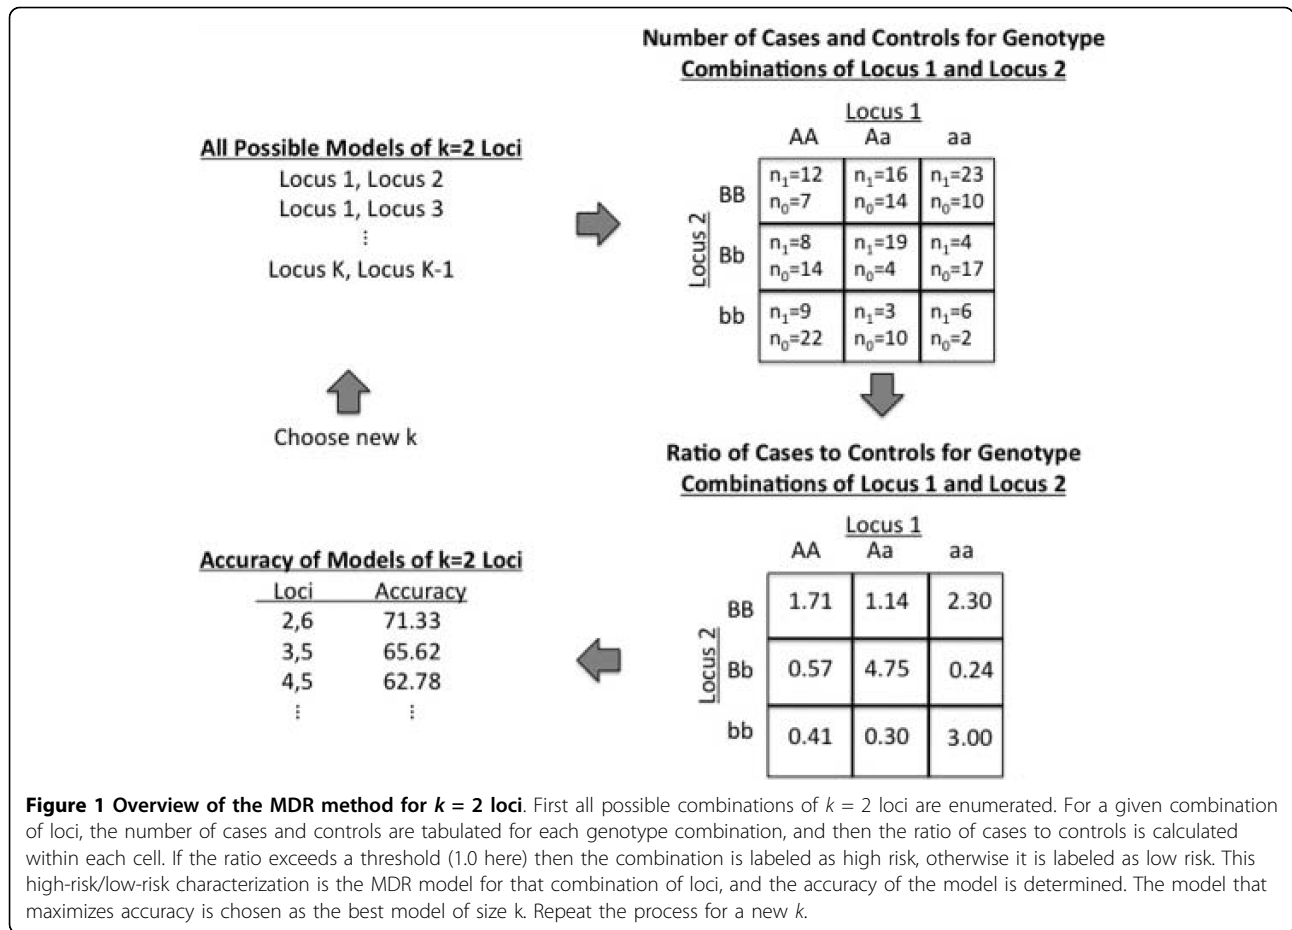 Number of Cases and Controls for Genotype
Combinations of Locus 1 and Locus 2
Locus 1
AA Aa aa
All Possible Models of k=2 Loci
Locus 1, Locus 2
Locus 1, Locus 3
⋮
Locus K, Locus K-1
Locus 2
BB
n₁=12 n₁=16 n₁=23
n₀=7 n₀=14 n₀=10
Bb
n₁=8 n₁=19 n₁=4
n₀=14 n₀=4 n₀=17
bb
n₁=9 n₁=3 n₁=6
n₀=22 n₀=10 n₀=2
Choose new k
Ratio of Cases to Controls for Genotype
Combinations of Locus 1 and Locus 2
Locus 1
AA Aa aa
Locus 2
BB 1.71 1.14 2.30
Bb 0.57 4.75 0.24
bb 0.41 0.30 3.00
Accuracy of Models of k=2 Loci
Loci Accuracy
2,6 71.33
3,5 65.62
4,5 62.78
⋮ ⋮
Figure 1 Overview of the MDR method for k = 2 loci. First all possible combinations of k = 2 loci are enumerated. For a given combination
of loci, the number of cases and controls are tabulated for each genotype combination, and then the ratio of cases to controls is calculated
within each cell. If the ratio exceeds a threshold (1.0 here) then the combination is labeled as high risk, otherwise it is labeled as low risk. This
high-risk/low-risk characterization is the MDR model for that combination of loci, and the accuracy of the model is determined. The model that
maximizes accuracy is chosen as the best model of size k. Repeat the process for a new k.